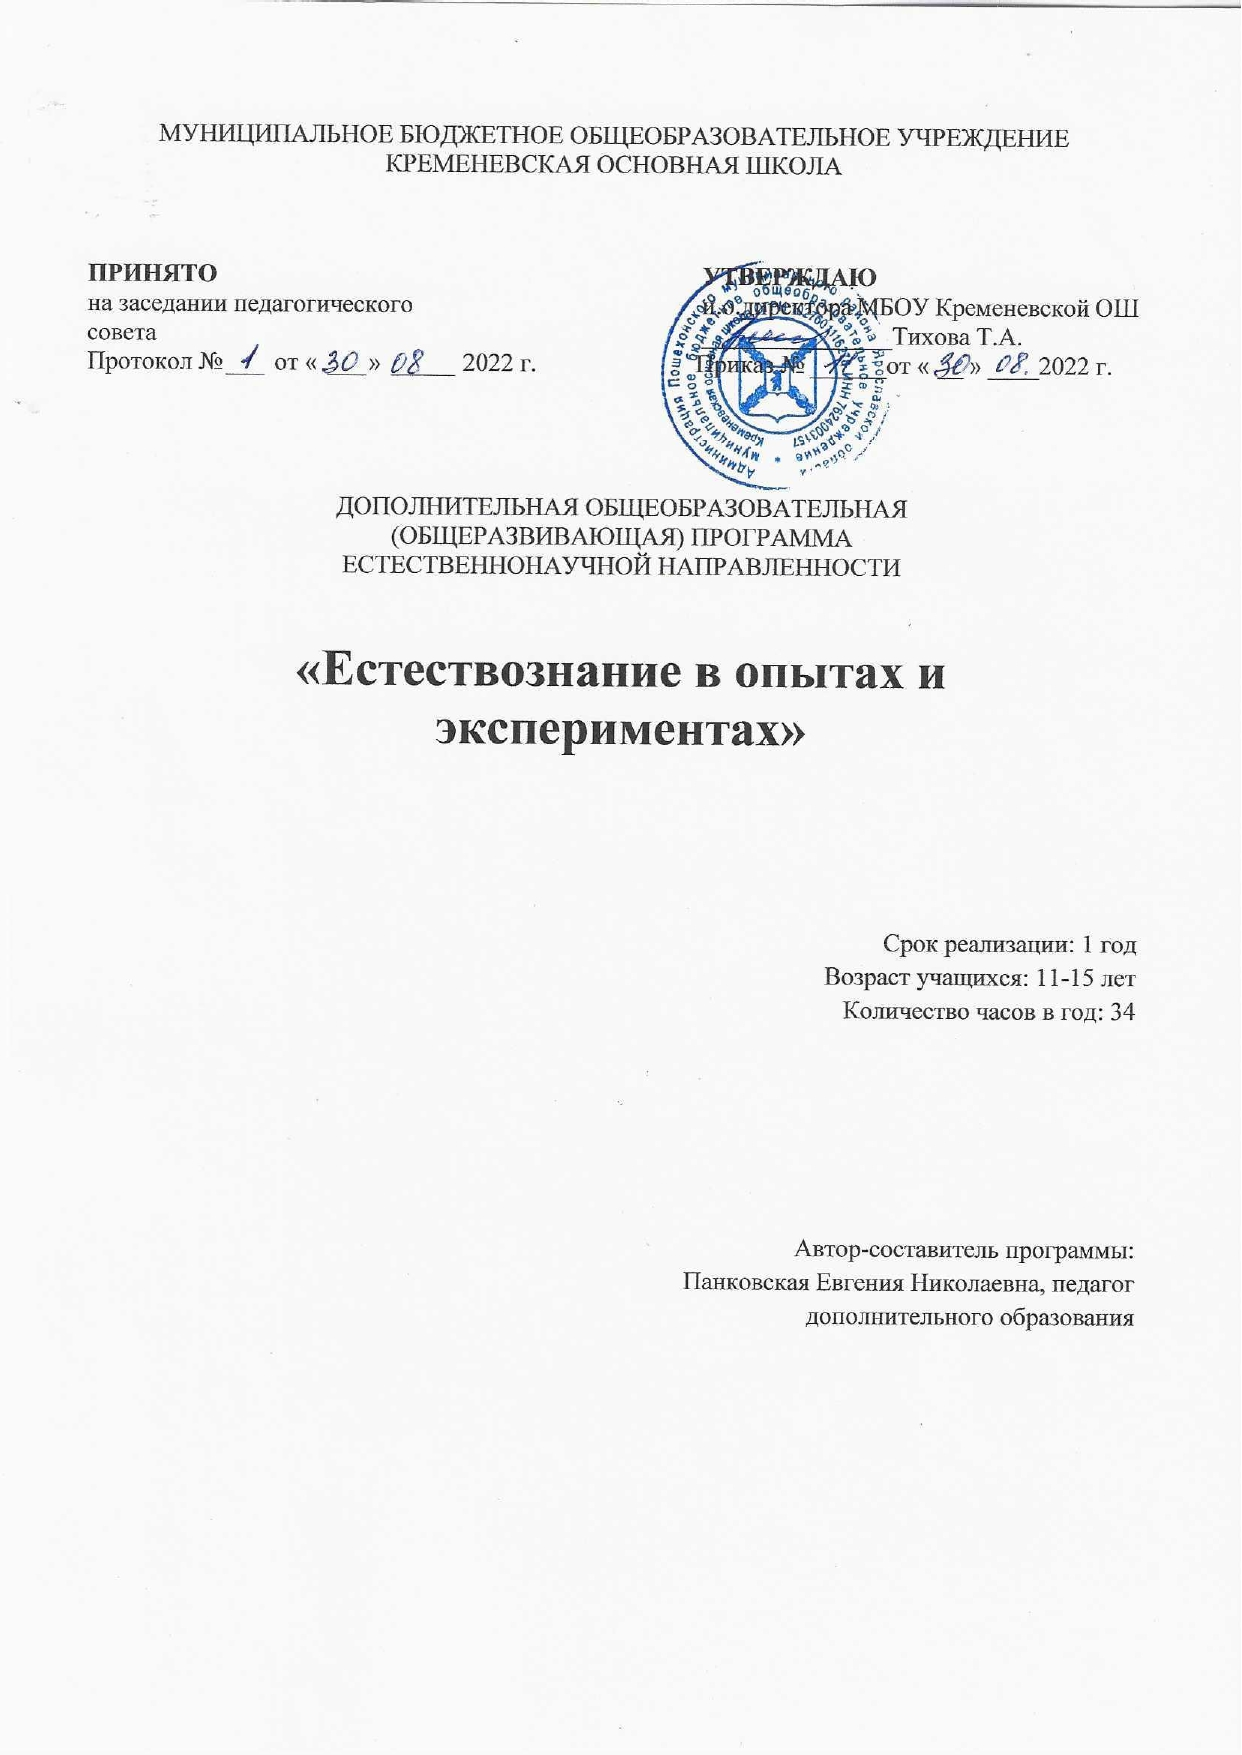 МУНИЦИПАЛЬНОЕ БЮДЖЕТНОЕ ОБЩЕОБРАЗОВАТЕЛЬНОЕ УЧРЕЖДЕНИЕ
КРЕМЕНЕВСКАЯ ОСНОВНАЯ ШКОЛА
ПРИНЯТО
на заседании педагогического
совета
Протокол № 1 от « 30 » 08 2022 г.
УТВЕРЖДАЮ
и.о.директора МБОУ Кременевской ОШ
Тихова Т.А.
Приказ № от « 30 » 08. 2022 г.
ДОПОЛНИТЕЛЬНАЯ ОБЩЕОБРАЗОВАТЕЛЬНАЯ
(ОБЩЕРАЗВИВАЮЩАЯ) ПРОГРАММА
ЕСТЕСТВЕННОНАУЧНОЙ НАПРАВЛЕННОСТИ
«Естествознание в опытах и
экспериментах»
Срок реализации: 1 год
Возраст учащихся: 11-15 лет
Количество часов в год: 34
Автор-составитель программы:
Панковская Евгения Николаевна, педагог
дополнительного образования